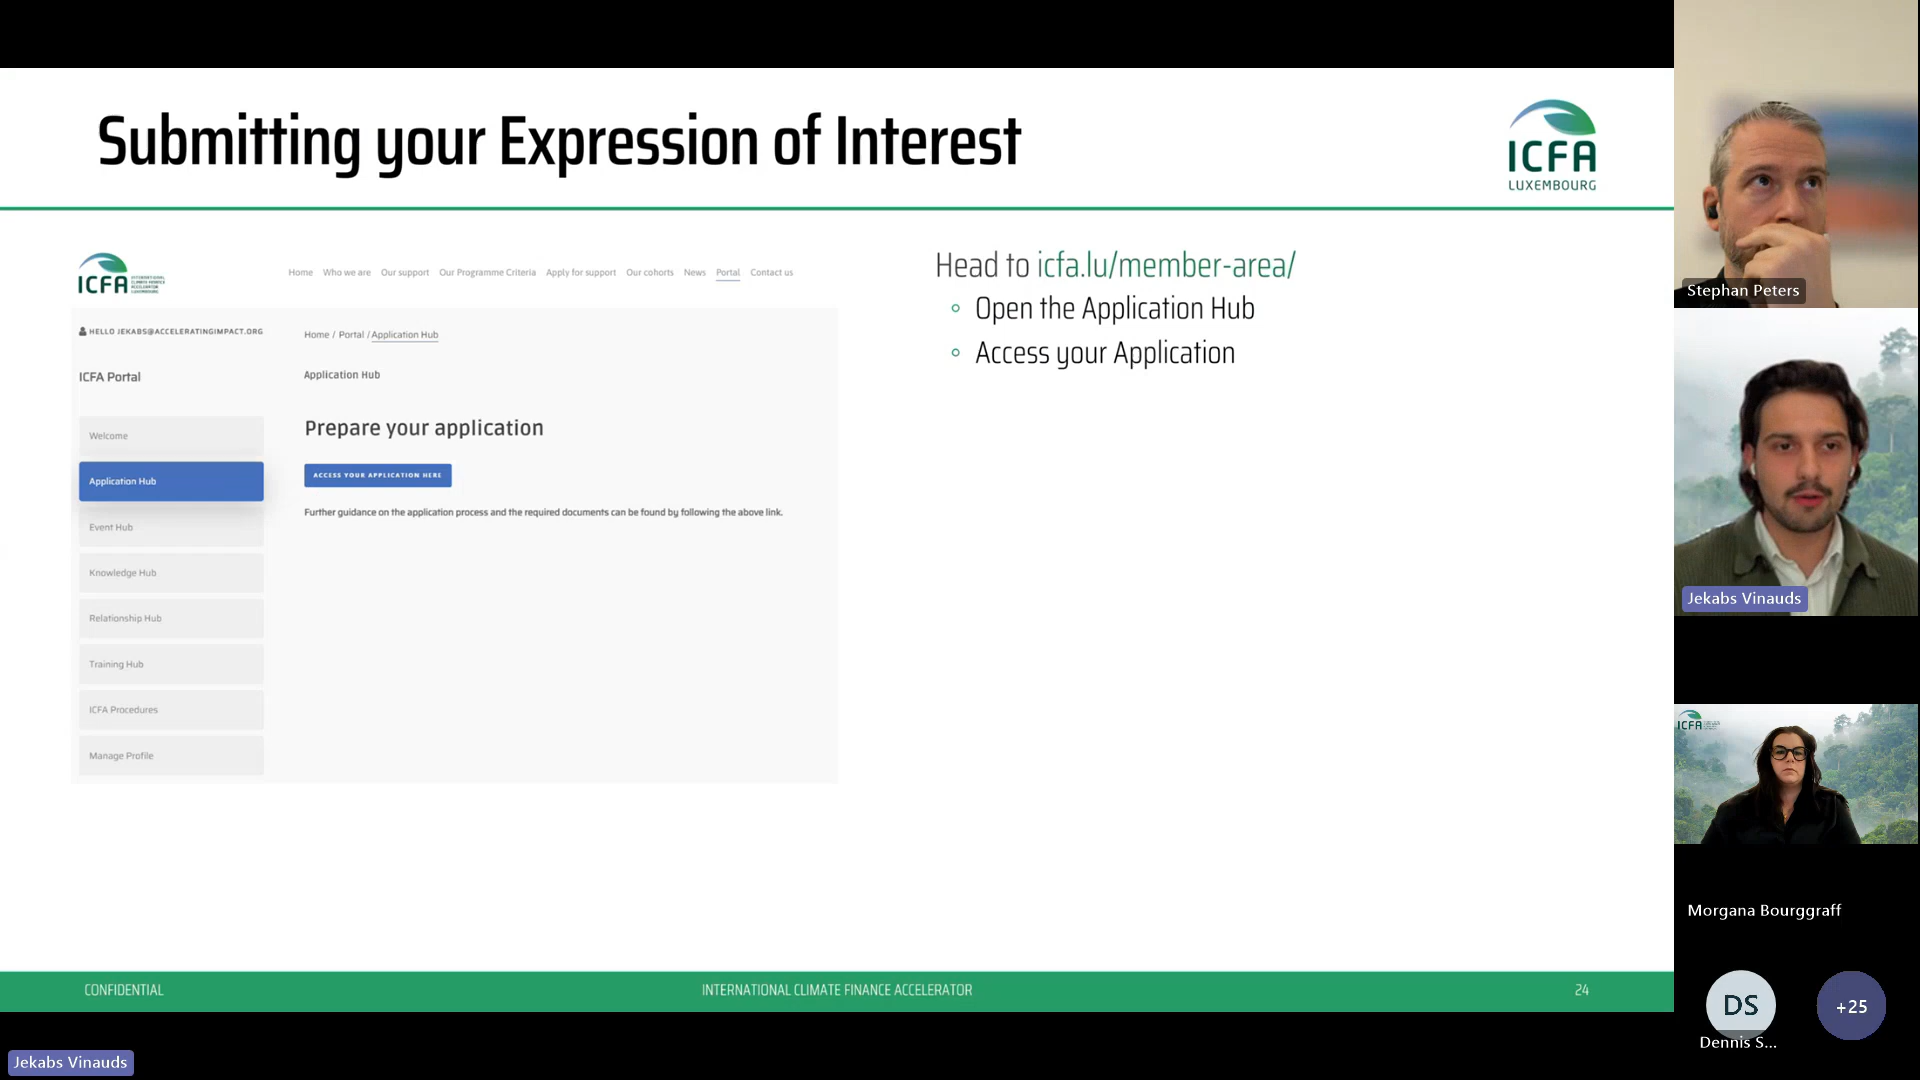 Submitting your Expression of Interest
ICFA
LUXEMBOURG
ICFA
INTERNATIONAL
CLIMATE FINANCE
ACCELERATOR
LUXEMBOURG
Home Who we are Our support Our Programme Criteria Apply for support Our cohorts News Portal Contact us
HELLO JEKABS@ACCELERATINGIMPACT.ORG
ICFA Portal
Welcome
Application Hub
Event Hub
Knowledge Hub
Relationship Hub
Training Hub
ICFA Procedures
Manage Profile
Home / Portal / Application Hub
Application Hub
Prepare your application
ACCESS YOUR APPLICATION HERE
Further guidance on the application process and the required documents can be found by following the above link.
Head to icfa.lu/member-area/
Open the Application Hub
Access your Application
CONFIDENTIAL
INTERNATIONAL CLIMATE FINANCE ACCELERATOR
24
Jekabs Vinauds
Stephan Peters
Jekabs Vinauds
ICFA
Morgana Bourggraff
DS
Dennis S...
+25